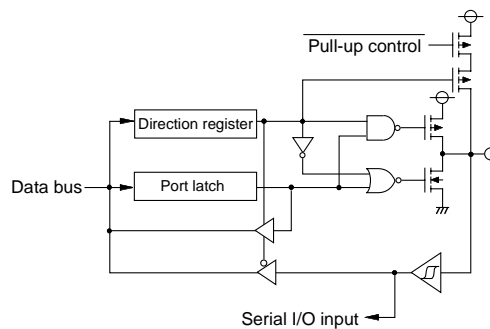 Pull-up control
Direction register
Data bus
Port latch
Serial I/O input